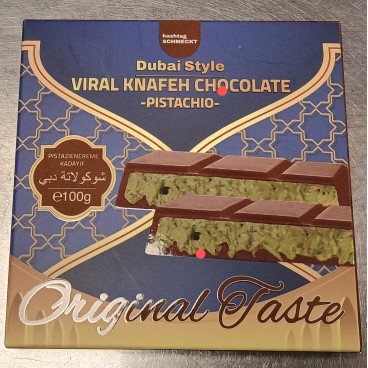 hashtag
SCHMECKT
Dubai Style
VIRAL KNAFEH CHOCOLATE
-PISTACHIO-
PISTAZIENCREME
KADAYIF
شوكولاتة دبي
℮100g
Original Taste